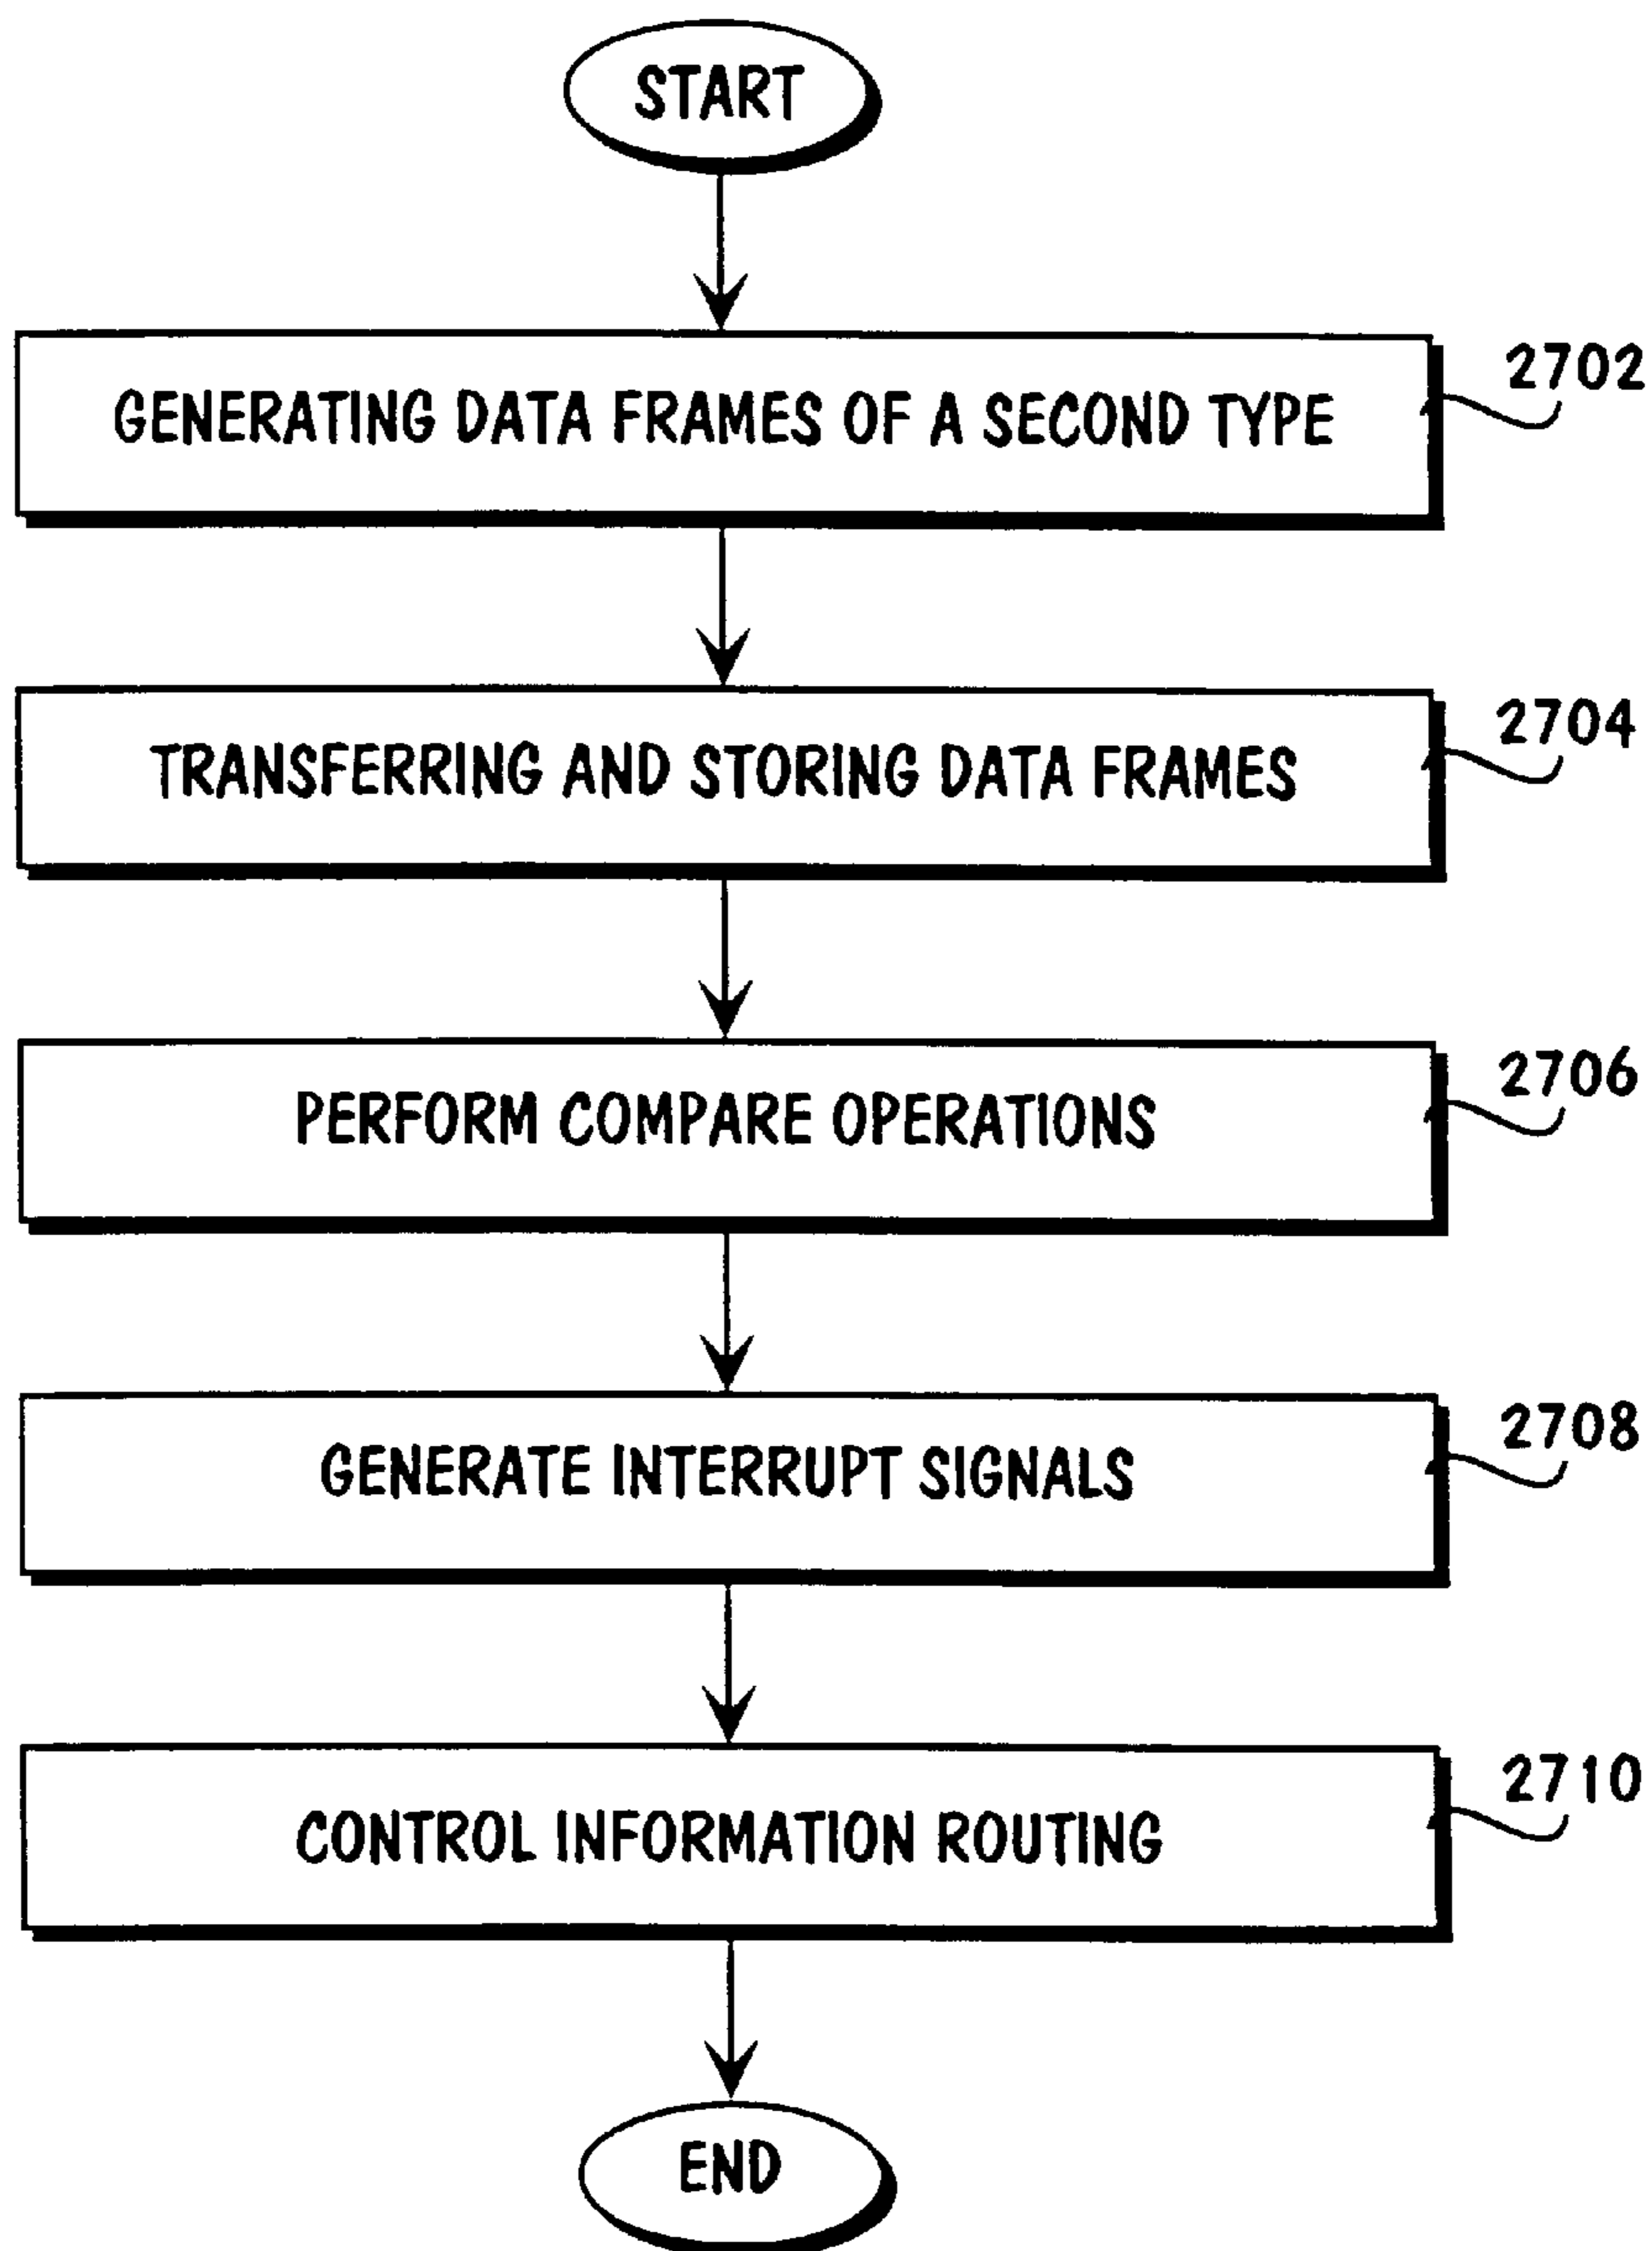 START
GENERATING DATA FRAMES OF A SECOND TYPE
2702
TRANSFERRING AND STORING DATA FRAMES
2704
PERFORM COMPARE OPERATIONS
2706
GENERATE INTERRUPT SIGNALS
2708
CONTROL INFORMATION ROUTING
2710
END